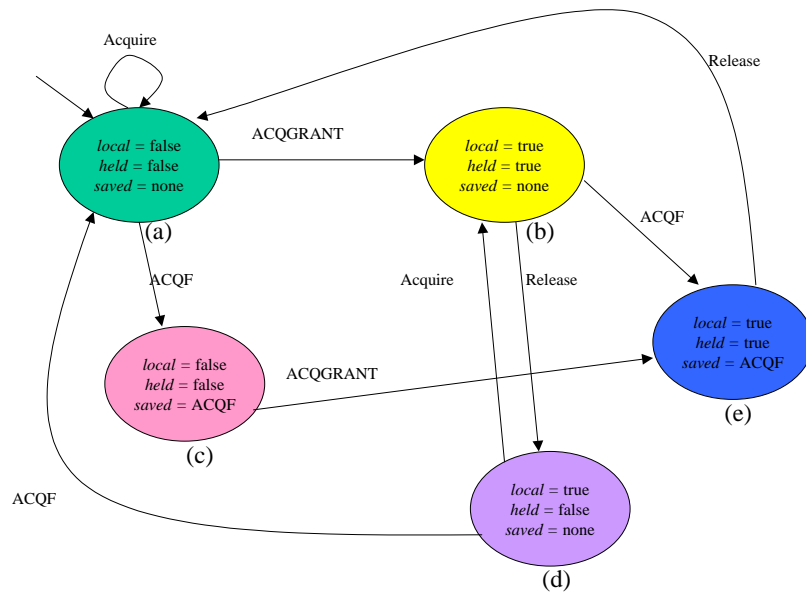 Acquire
Release
local = false
held = false
saved = none
(a)
ACQGRANT
local = true
held = true
saved = none
(b)
ACQF
ACQF
Acquire
Release
local = true
held = true
saved = ACQF
(e)
local = false
held = false
saved = ACQF
(c)
ACQGRANT
ACQF
local = true
held = false
saved = none
(d)